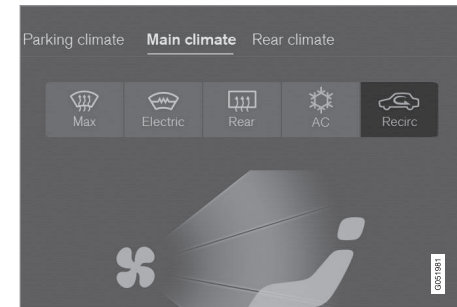 Parking climate Main climate Rear climate
Max Electric Rear AC Recirc
G051981